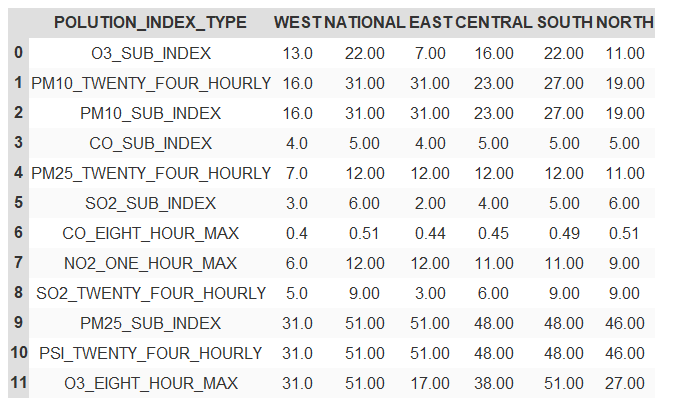 POLUTION_INDEX_TYPE WEST NATIONAL EAST CENTRAL SOUTH NORTH
0 O3_SUB_INDEX 13.0 22.00 7.00 16.00 22.00 11.00
1 PM10_TWENTY_FOUR_HOURLY 16.0 31.00 31.00 23.00 27.00 19.00
2 PM10_SUB_INDEX 16.0 31.00 31.00 23.00 27.00 19.00
3 CO_SUB_INDEX 4.0 5.00 4.00 5.00 5.00 5.00
4 PM25_TWENTY_FOUR_HOURLY 7.0 12.00 12.00 12.00 12.00 11.00
5 SO2_SUB_INDEX 3.0 6.00 2.00 4.00 5.00 6.00
6 CO_EIGHT_HOUR_MAX 0.4 0.51 0.44 0.45 0.49 0.51
7 NO2_ONE_HOUR_MAX 6.0 12.00 12.00 11.00 11.00 9.00
8 SO2_TWENTY_FOUR_HOURLY 5.0 9.00 3.00 6.00 9.00 9.00
9 PM25_SUB_INDEX 31.0 51.00 51.00 48.00 48.00 46.00
10 PSI_TWENTY_FOUR_HOURLY 31.0 51.00 51.00 48.00 48.00 46.00
11 O3_EIGHT_HOUR_MAX 31.0 51.00 17.00 38.00 51.00 27.00